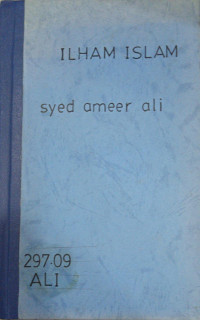 ILHAM ISLAM
syed ameer ali
297.09
ALI